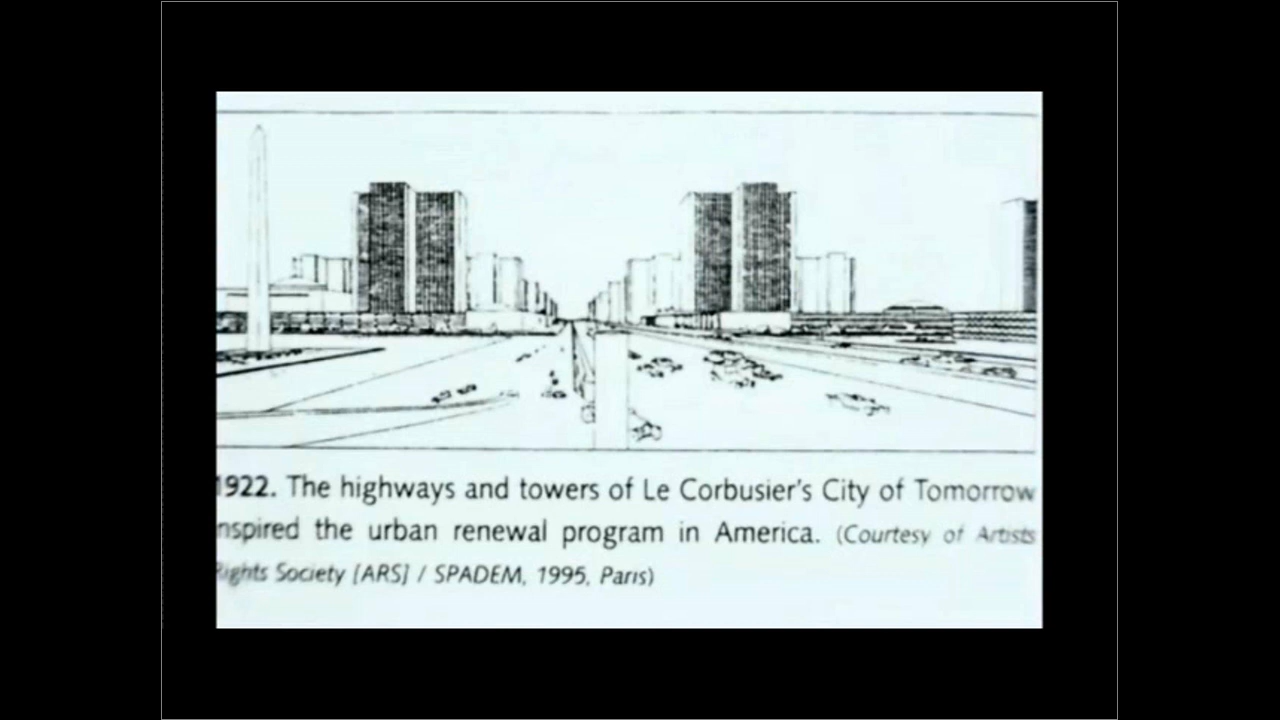 1922. The highways and towers of Le Corbusier's City of Tomorrow
nspired the urban renewal program in America. (Courtesy of Artists
Rights Society [ARS] / SPADEM, 1995, Paris)